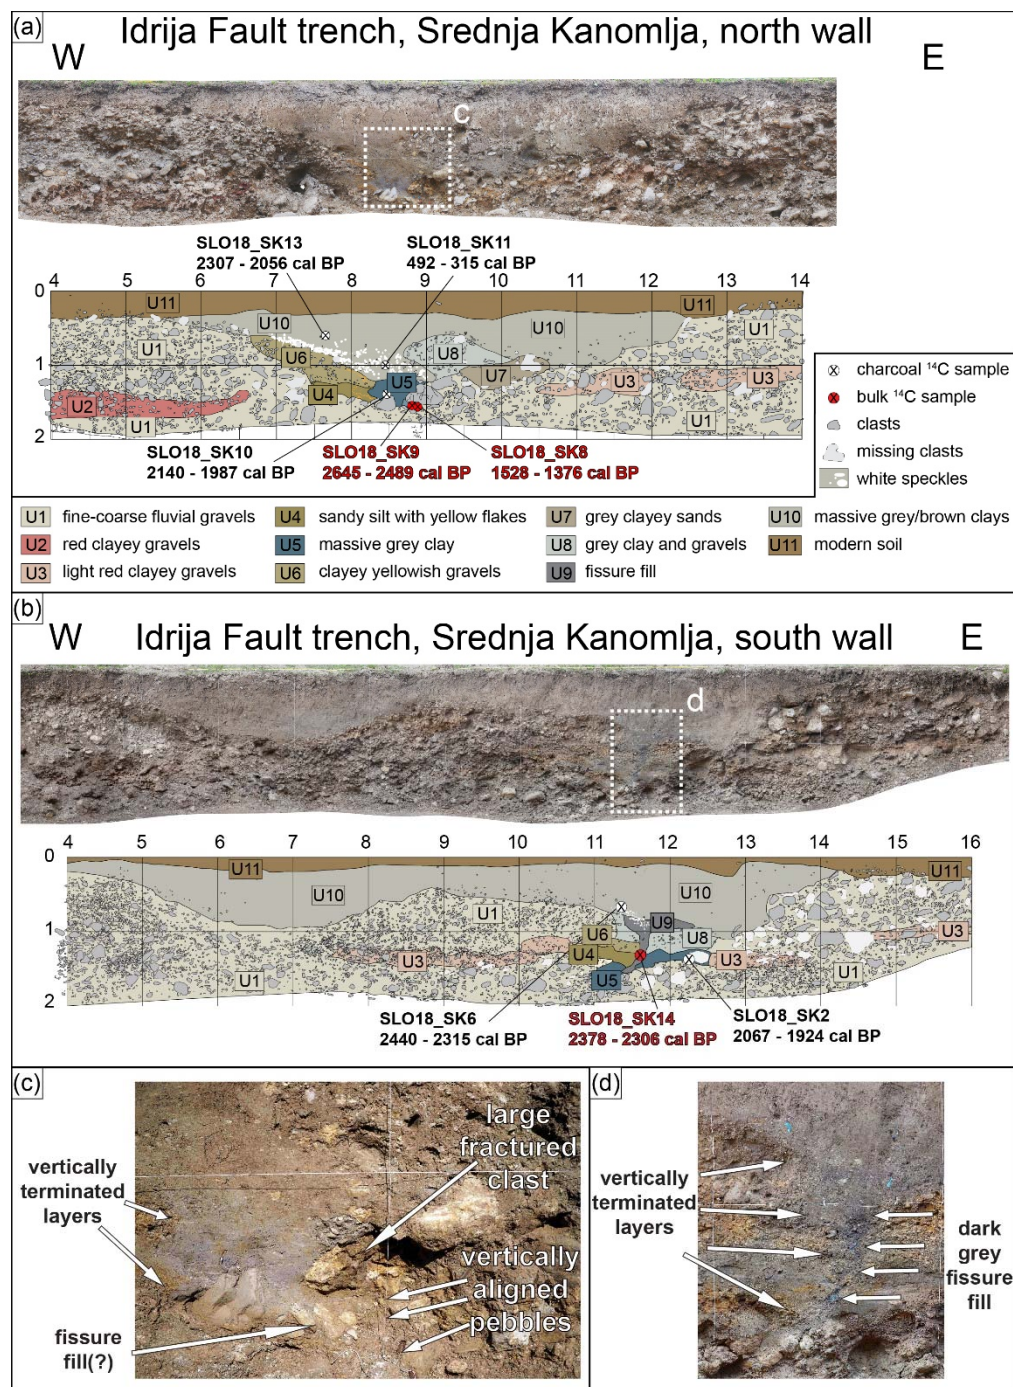 (a) Idrija Fault trench, Srednja Kanomlja, north wall
W E
c
SLO18_SK13
2307 - 2056 cal BP
SLO18_SK11
492 - 315 cal BP
4 5 6 7 8 9 10 11 12 13 14
0
1
2
U11 U11
U10 U10
U1 U1
U6 U8
U5 U7
U4 U3 U3
U2
U1 U1
SLO18_SK10
2140 - 1987 cal BP
SLO18_SK9
2645 - 2489 cal BP
SLO18_SK8
1528 - 1376 cal BP
charcoal ¹⁴C sample
bulk ¹⁴C sample
clasts
missing clasts
white speckles
U1 fine-coarse fluvial gravels
U2 red clayey gravels
U3 light red clayey gravels
U4 sandy silt with yellow flakes
U5 massive grey clay
U6 clayey yellowish gravels
U7 grey clayey sands
U8 grey clay and gravels
U9 fissure fill
U10 massive grey/brown clays
U11 modern soil
(b)
W Idrija Fault trench, Srednja Kanomlja, south wall E
d
4 5 6 7 8 9 10 11 12 13 14 15 16
0
1
2
U11 U11
U10 U10
U1 U9
U6 U8 U3
U4 U3
U3 U1
U1 U5
SLO18_SK6
2440 - 2315 cal BP
SLO18_SK14
2378 - 2306 cal BP
SLO18_SK2
2067 - 1924 cal BP
(c)
large
fractured
clast
vertically
terminated
layers
vertically
aligned
pebbles
fissure
fill(?)
(d)
vertically
terminated
layers
dark
grey
fissure
fill